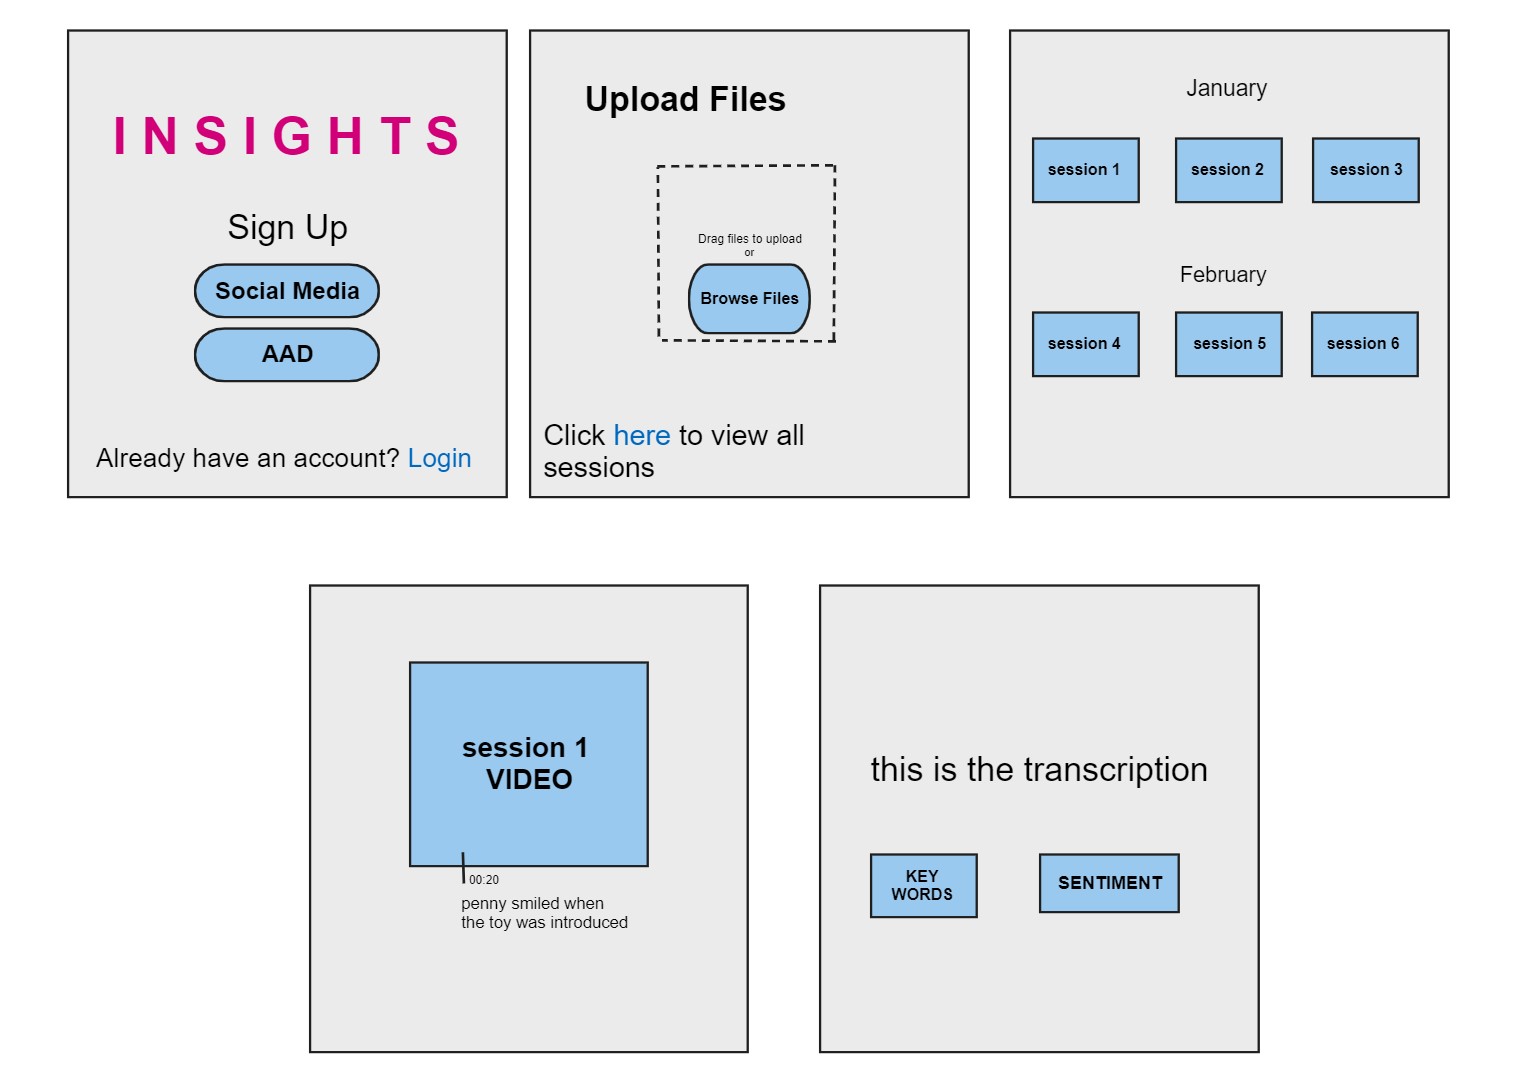 I N S I G H T S
Sign Up
Social Media
AAD
Already have an account? Login
Upload Files
Drag files to upload
or
Browse Files
Click here to view all
sessions
January
session 1
session 2
session 3
February
session 4
session 5
session 6
session 1
VIDEO
00:20
penny smiled when
the toy was introduced
this is the transcription
KEY
WORDS
SENTIMENT